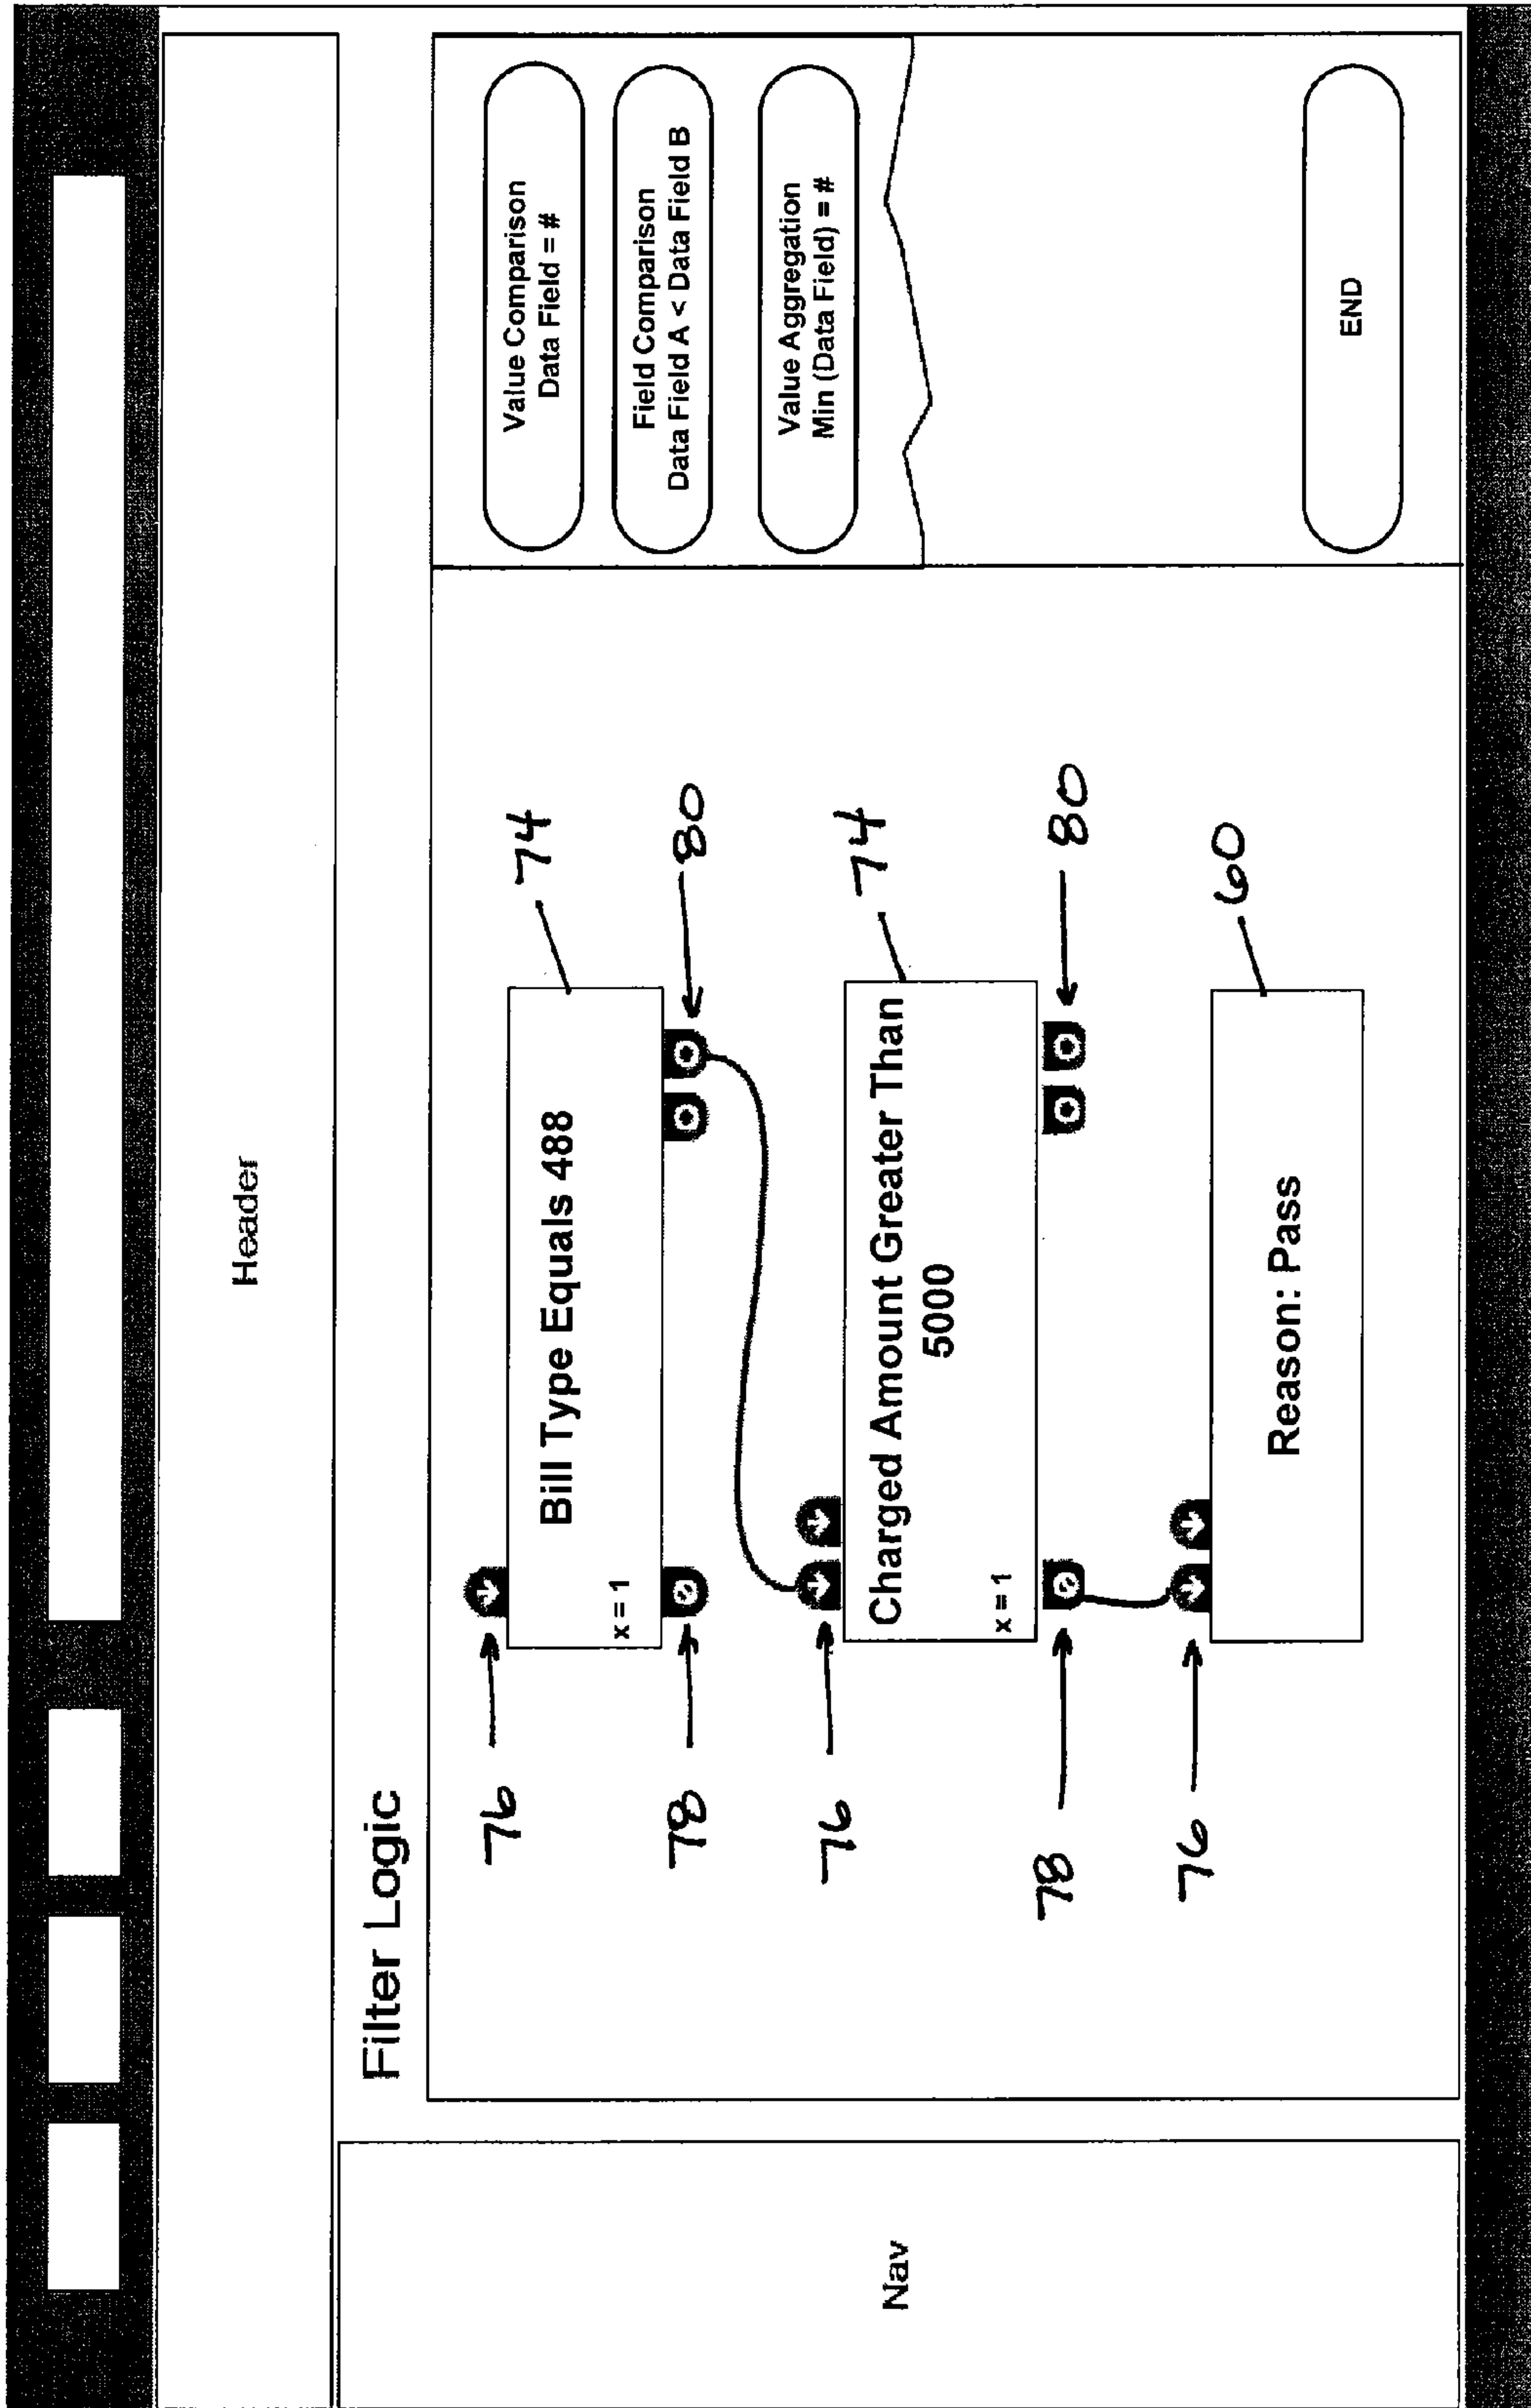 Header
Nav
Filter Logic
76
Bill Type Equals 488
74
x = 1
78
80
76
Charged Amount Greater Than
5000
74
x = 1
78
80
76
Reason: Pass
60
Value Comparison
Data Field = #
Field Comparison
Data Field A < Data Field B
Value Aggregation
Min (Data Field) = #
END